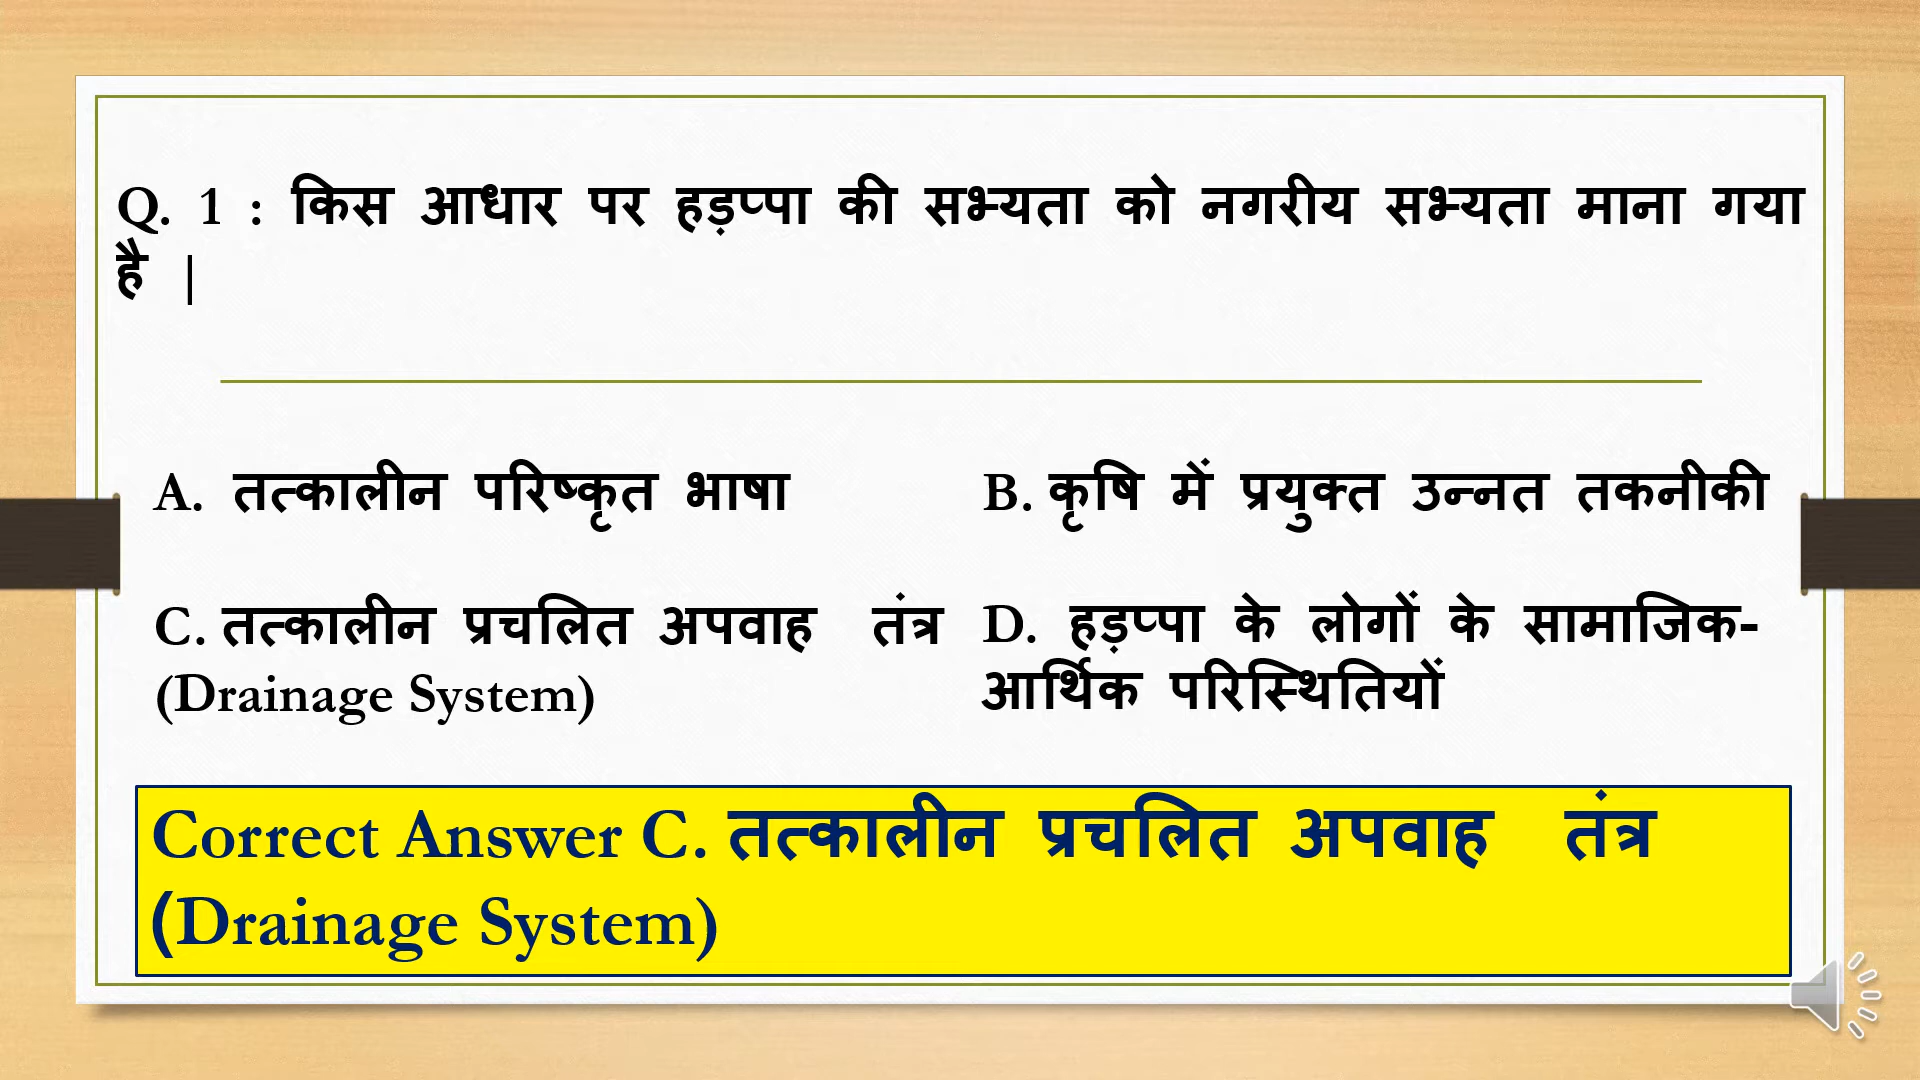 Q. 1 : किस आधार पर हड़प्पा की सभ्यता को नगरीय सभ्यता माना गया
है |
A. तत्कालीन परिष्कृत भाषा
B. कृषि में प्रयुक्त उन्नत तकनीकी
C. तत्कालीन प्रचलित अपवाह तंत्र
(Drainage System)
D. हड़प्पा के लोगों के सामाजिक-
आर्थिक परिस्थितियों
Correct Answer C. तत्कालीन प्रचलित अपवाह तंत्र
(Drainage System)